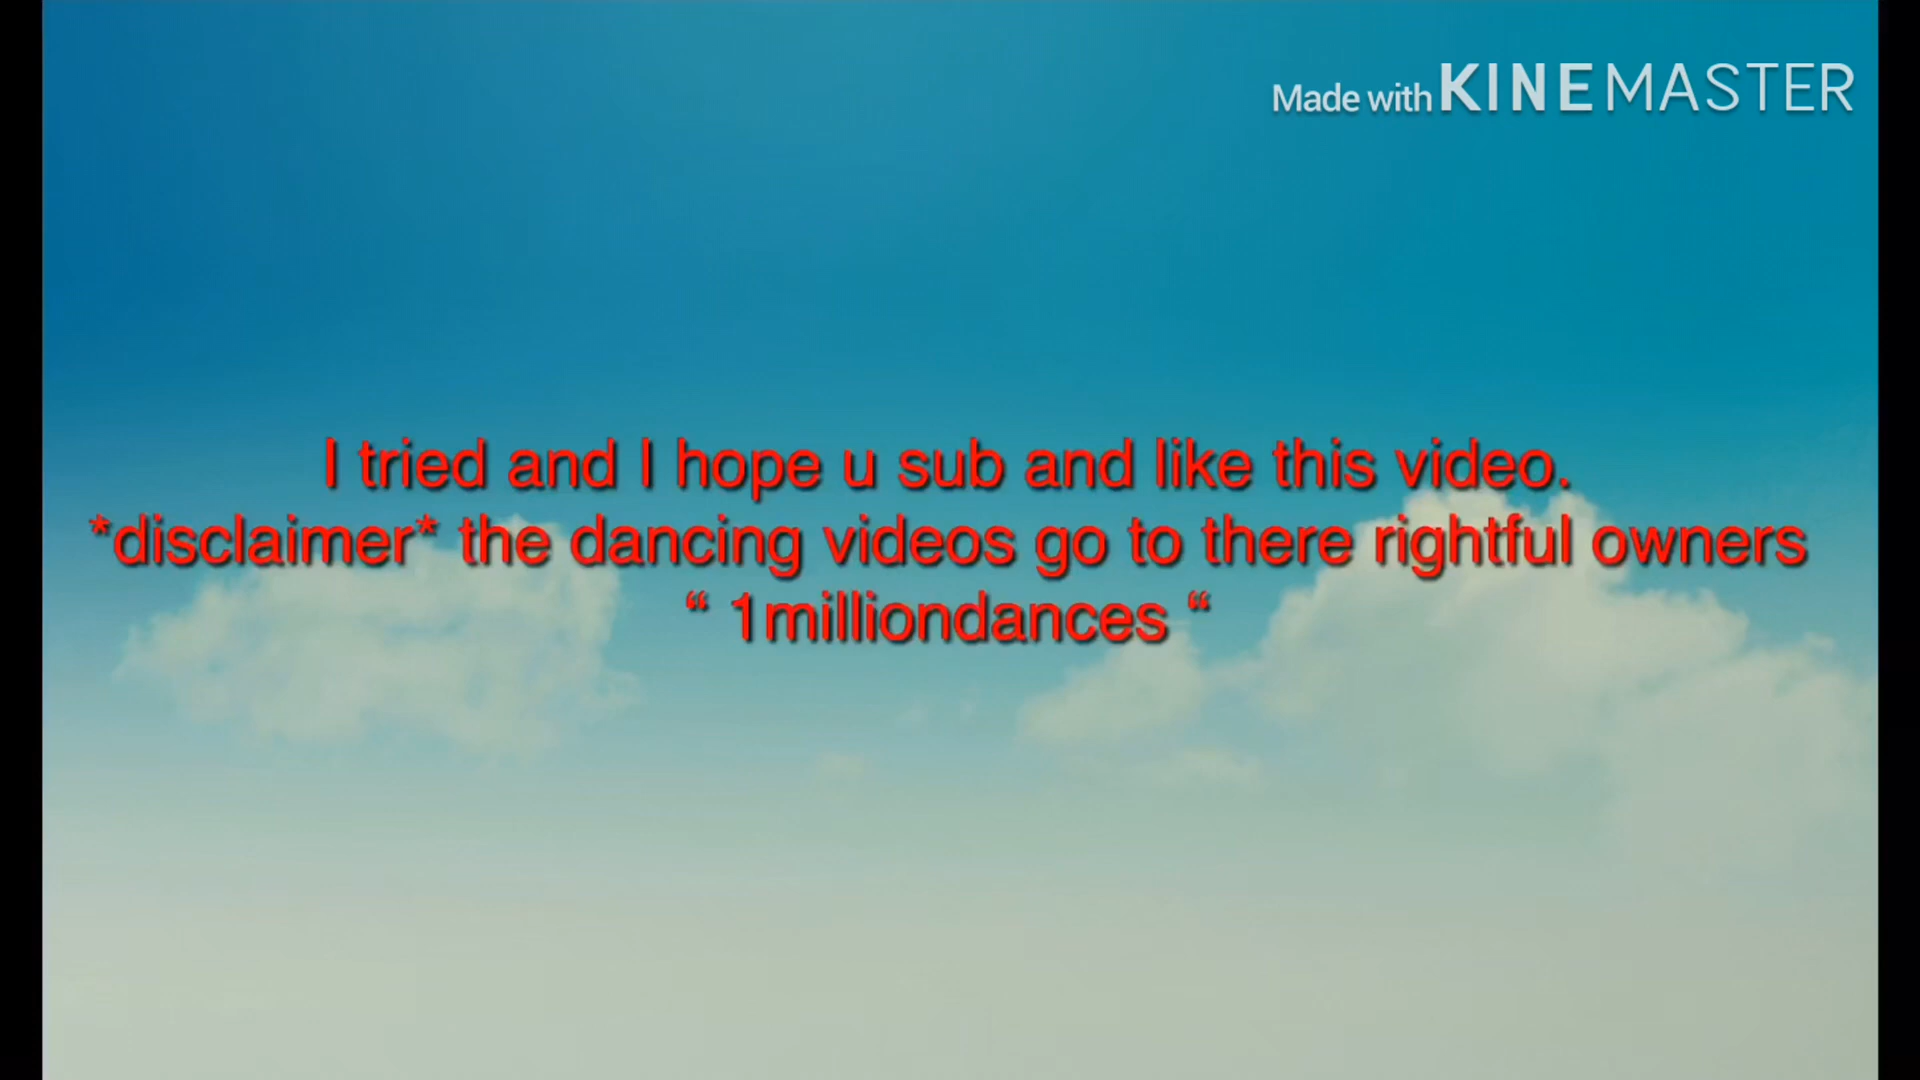 Made with KINEMASTER
I tried and I hope u sub and like this video.
*disclaimer* the dancing videos go to there rightful owners
“ 1milliondances “